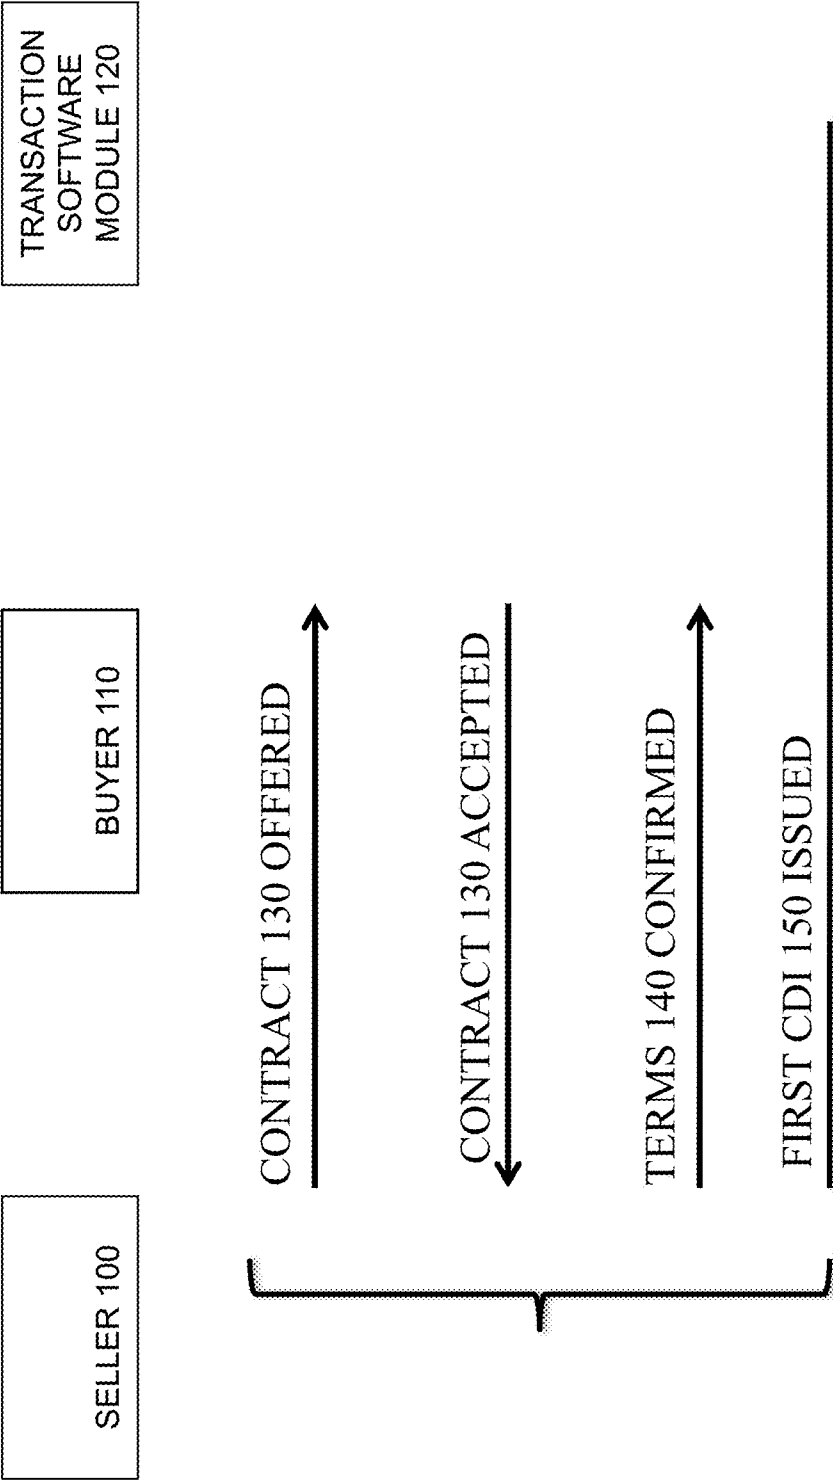 SELLER 100
BUYER 110
TRANSACTION
SOFTWARE
MODULE 120
CONTRACT 130 OFFERED
CONTRACT 130 ACCEPTED
TERMS 140 CONFIRMED
FIRST CDI 150 ISSUED